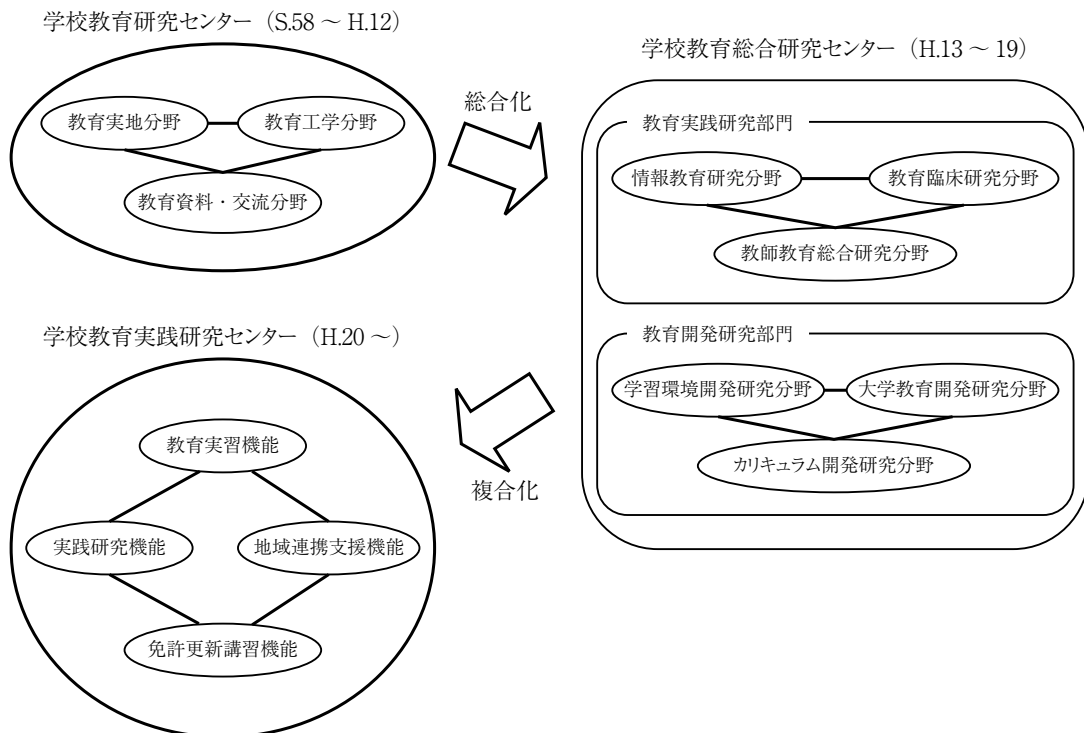 学校教育研究センター（S.58 ～ H.12）
教育実地分野
教育工学分野
教育資料・交流分野
総合化
学校教育総合研究センター（H.13 ～ 19）
教育実践研究部門
情報教育研究分野
教育臨床研究分野
教師教育総合研究分野
教育開発研究部門
学習環境開発研究分野
大学教育開発研究分野
カリキュラム開発研究分野
複合化
学校教育実践研究センター（H.20 ～）
教育実習機能
実践研究機能
地域連携支援機能
免許更新講習機能